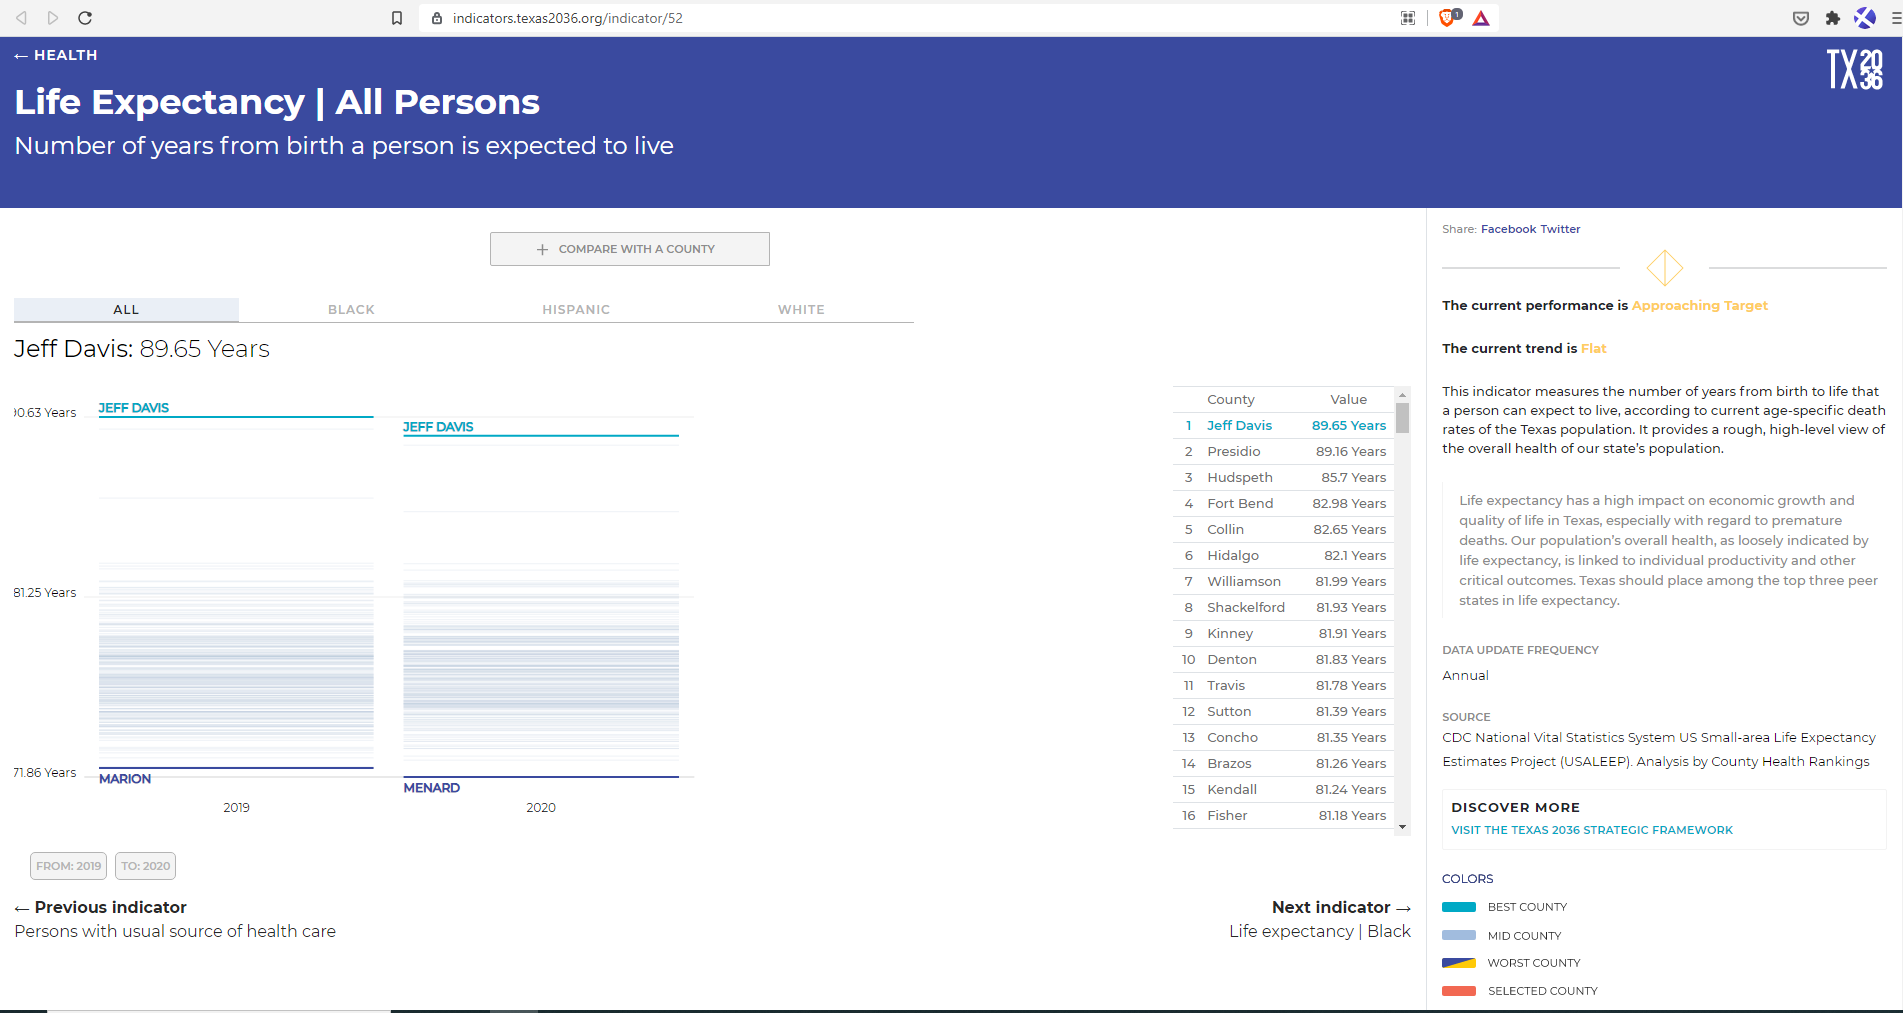 indicators.texas2036.org/indicator/52
1
← HEALTH
TX 20 36
Life Expectancy | All Persons
Number of years from birth a person is expected to live
+ COMPARE WITH A COUNTY
ALL BLACK HISPANIC WHITE
Jeff Davis: 89.65 Years
90.63 Years
81.25 Years
71.86 Years
JEFF DAVIS
JEFF DAVIS
MARION
MENARD
2019 2020
County Value
1 Jeff Davis 89.65 Years
2 Presidio 89.16 Years
3 Hudspeth 85.7 Years
4 Fort Bend 82.98 Years
5 Collin 82.65 Years
6 Hidalgo 82.1 Years
7 Williamson 81.99 Years
8 Shackelford 81.93 Years
9 Kinney 81.91 Years
10 Denton 81.83 Years
11 Travis 81.78 Years
12 Sutton 81.39 Years
13 Concho 81.35 Years
14 Brazos 81.26 Years
15 Kendall 81.24 Years
16 Fisher 81.18 Years
FROM: 2019 TO: 2020
← Previous indicator
Persons with usual source of health care
Next indicator →
Life expectancy | Black
Share: Facebook Twitter
The current performance is Approaching Target
The current trend is Flat
This indicator measures the number of years from birth to life that
a person can expect to live, according to current age-specific death
rates of the Texas population. It provides a rough, high-level view of
the overall health of our state's population.
Life expectancy has a high impact on economic growth and
quality of life in Texas, especially with regard to premature
deaths. Our population's overall health, as loosely indicated by
life expectancy, is linked to individual productivity and other
critical outcomes. Texas should place among the top three peer
states in life expectancy.
DATA UPDATE FREQUENCY
Annual
SOURCE
CDC National Vital Statistics System US Small-area Life Expectancy
Estimates Project (USALEEP). Analysis by County Health Rankings
DISCOVER MORE
VISIT THE TEXAS 2036 STRATEGIC FRAMEWORK
COLORS
BEST COUNTY
MID COUNTY
WORST COUNTY
SELECTED COUNTY